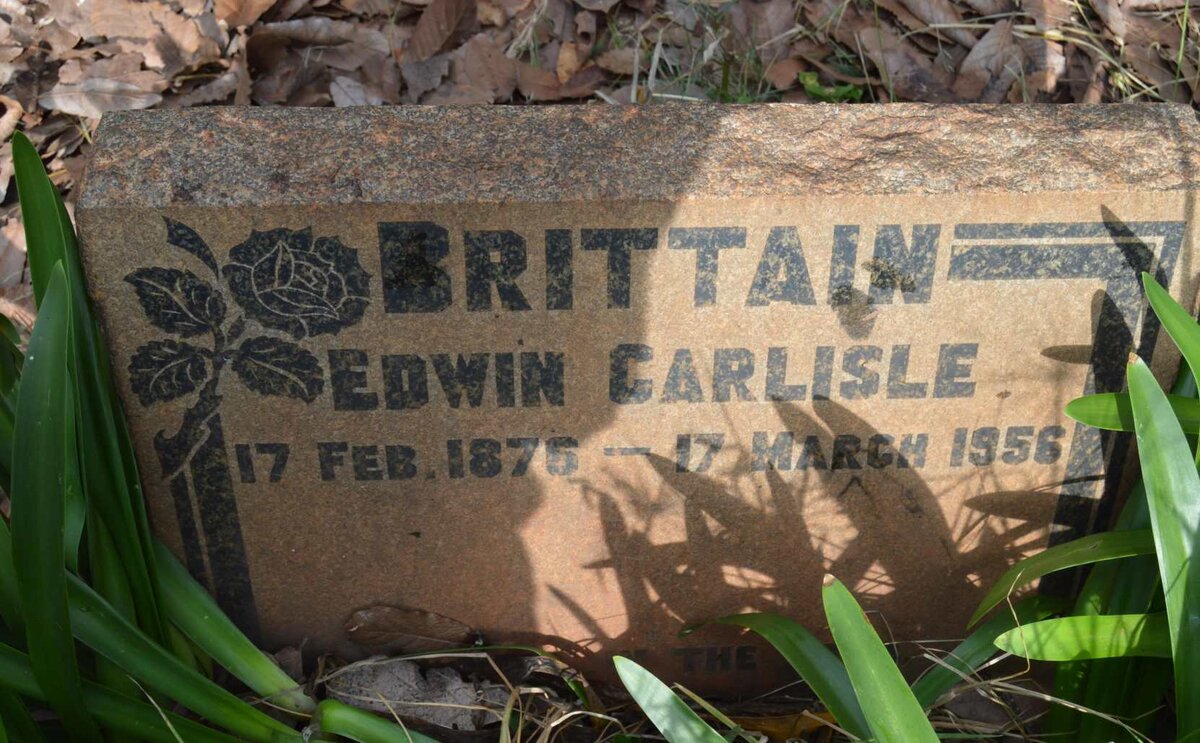 BRITTAIN
EDWIN CARLISLE
17 FEB. 1876 — 17 MARCH 1956
THE